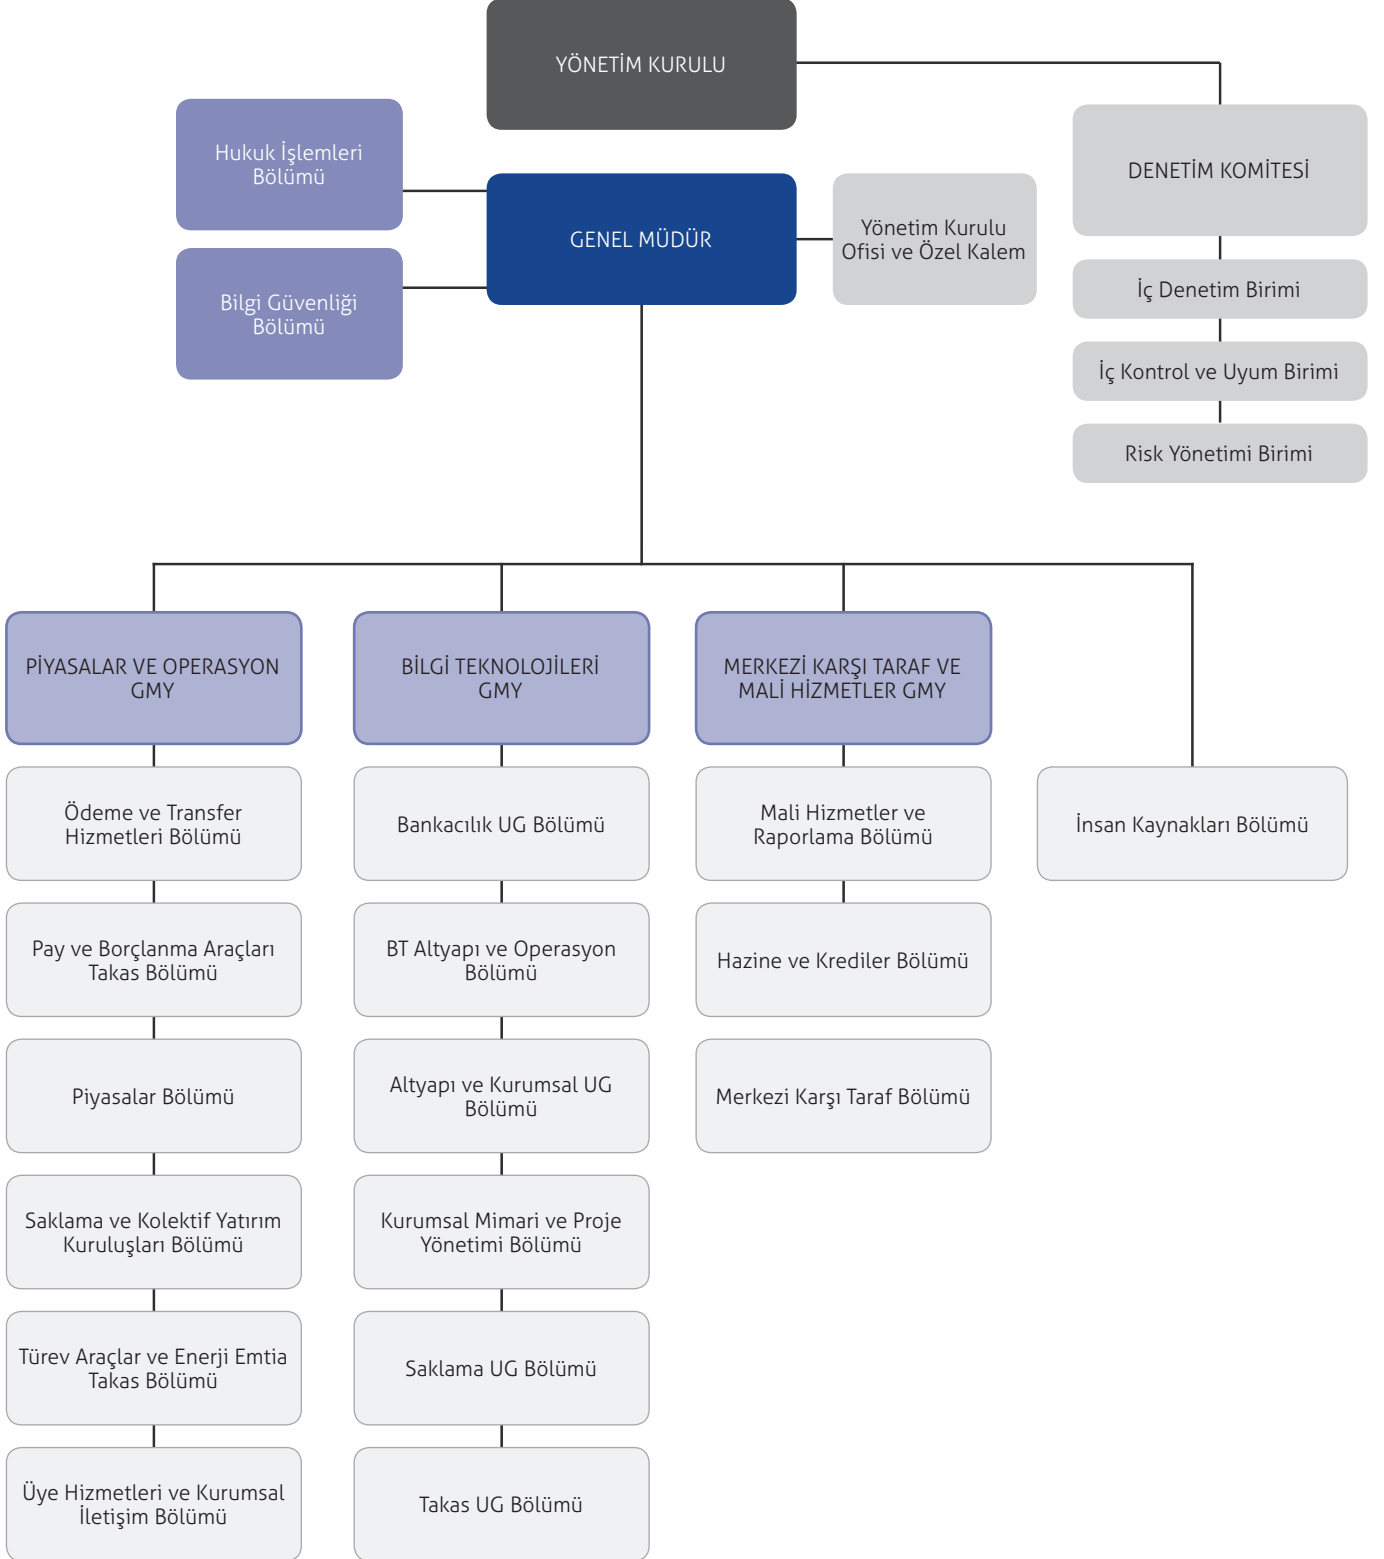 YÖNETİM KURULU
Hukuk İşlemleri
Bölümü
DENETİM KOMİTESİ
GENEL MÜDÜR
Yönetim Kurulu
Ofisi ve Özel Kalem
Bilgi Güvenliği
Bölümü
İç Denetim Birimi
İç Kontrol ve Uyum Birimi
Risk Yönetimi Birimi
PİYASALAR VE OPERASYON
GMY
Ödeme ve Transfer
Hizmetleri Bölümü
Pay ve Borçlanma Araçları
Takas Bölümü
Piyasalar Bölümü
Saklama ve Kolektif Yatırım
Kuruluşları Bölümü
Türev Araçlar ve Enerji Emtia
Takas Bölümü
Üye Hizmetleri ve Kurumsal
İletişim Bölümü
BİLGİ TEKNOLOJİLERİ
GMY
Bankacılık UG Bölümü
BT Altyapı ve Operasyon
Bölümü
Altyapı ve Kurumsal UG
Bölümü
Kurumsal Mimari ve Proje
Yönetimi Bölümü
Saklama UG Bölümü
Takas UG Bölümü
MERKEZİ KARŞI TARAF VE
MALİ HİZMETLER GMY
Mali Hizmetler ve
Raporlama Bölümü
Hazine ve Krediler Bölümü
Merkezi Karşı Taraf Bölümü
İnsan Kaynakları Bölümü